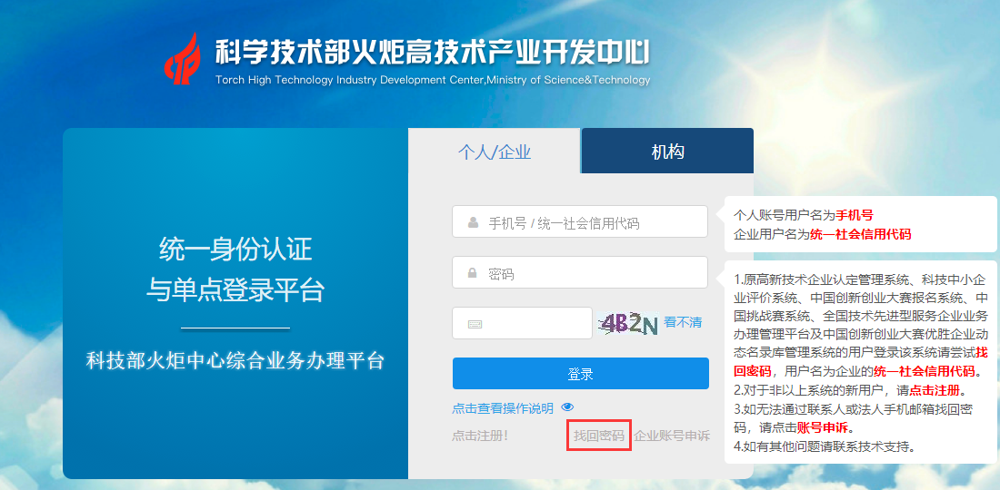 科学技术部火炬高技术产业开发中心
Torch High Technology Industry Development Center,Ministry of Science&Technology
个人/企业
机构
统一身份认证
与单点登录平台
科技部火炬中心综合业务办理平台
手机号 / 统一社会信用代码
密码
4B2N
看不清
登录
点击查看操作说明
点击注册!
找回密码
企业账号申诉
个人账号用户名为手机号
企业用户名为统一社会信用代码
1.原高新技术企业认定管理系统、科技中小企
业评价系统、中国创新创业大赛报名系统、中
国挑战赛系统、全国技术先进型服务企业业务
办理管理平台及中国创新创业大赛优胜企业动
态名录库管理系统的用户登录该系统请尝试找
回密码，用户名为企业的统一社会信用代码。
2.对于非以上系统的新用户，请点击注册。
3.如无法通过联系人或法人手机邮箱找回密
码，请点击账号申诉。
4.如有其他问题请联系技术支持。